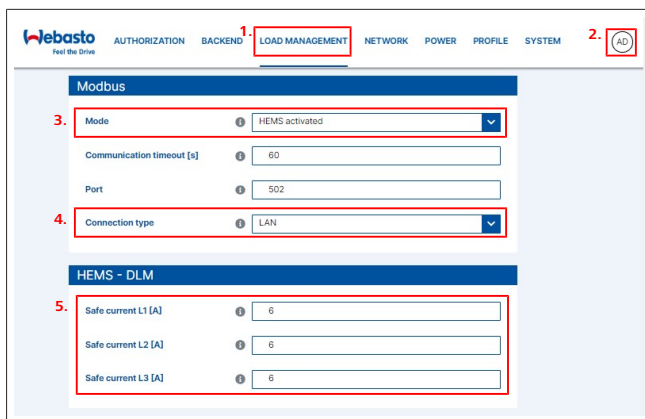 1.
2.
Webasto
Feel the Drive
AUTHORIZATION BACKEND LOAD MANAGEMENT NETWORK POWER PROFILE SYSTEM AD
Modbus
3. Mode HEMS activated
Communication timeout [s] 60
Port 502
4. Connection type LAN
HEMS - DLM
5. Safe current L1 [A] 6
Safe current L2 [A] 6
Safe current L3 [A] 6